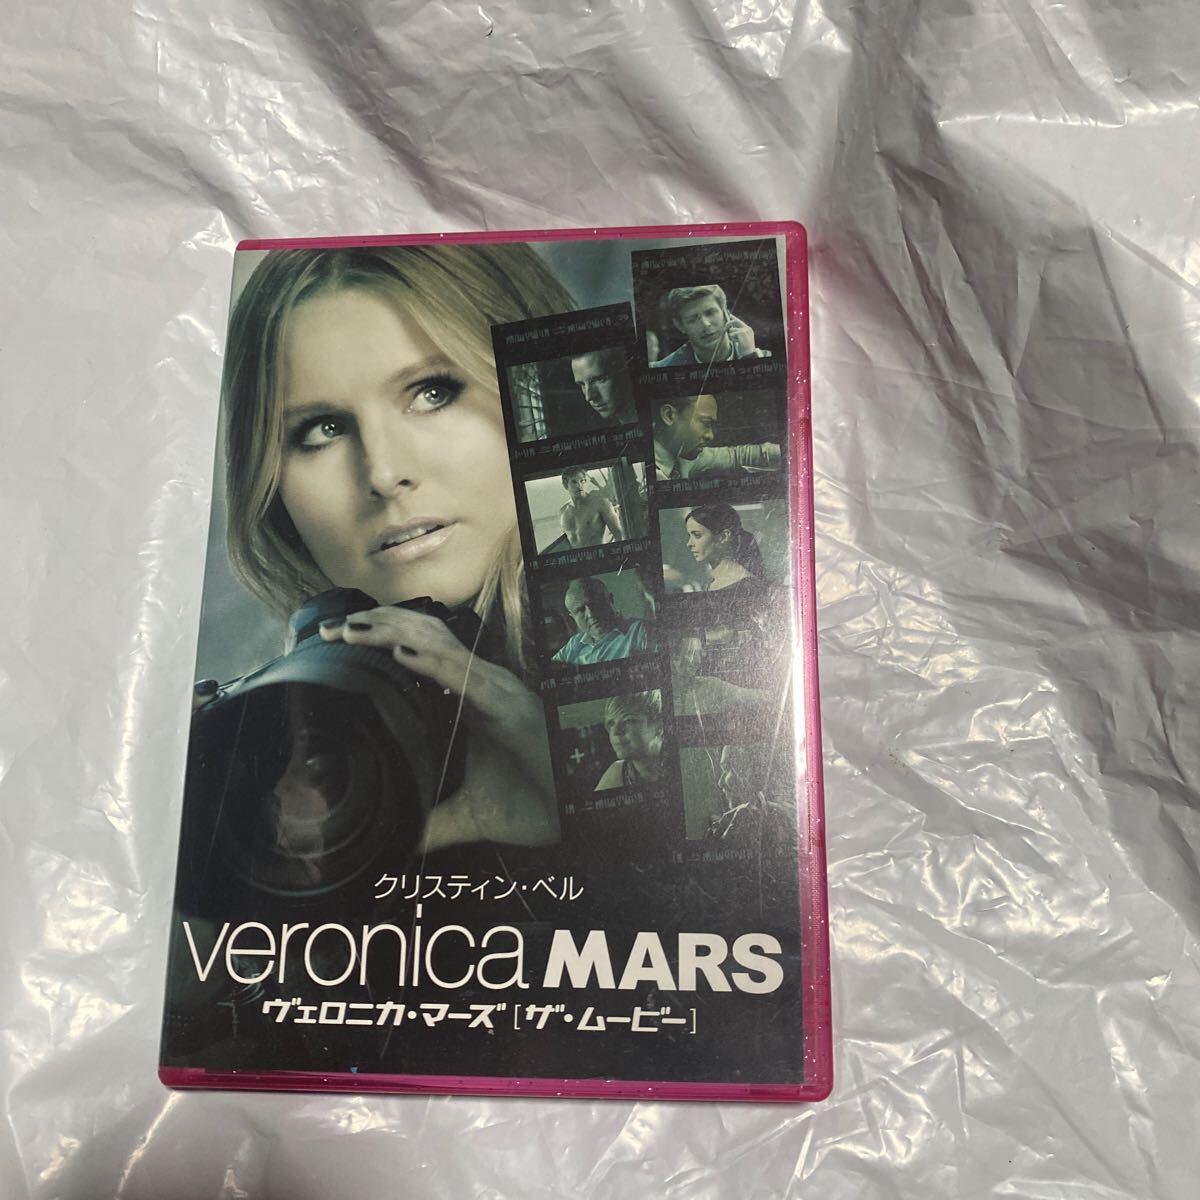 クリスティン・ベル
veronica MARS
ヴェロニカ・マーズ［ザ・ムービー］